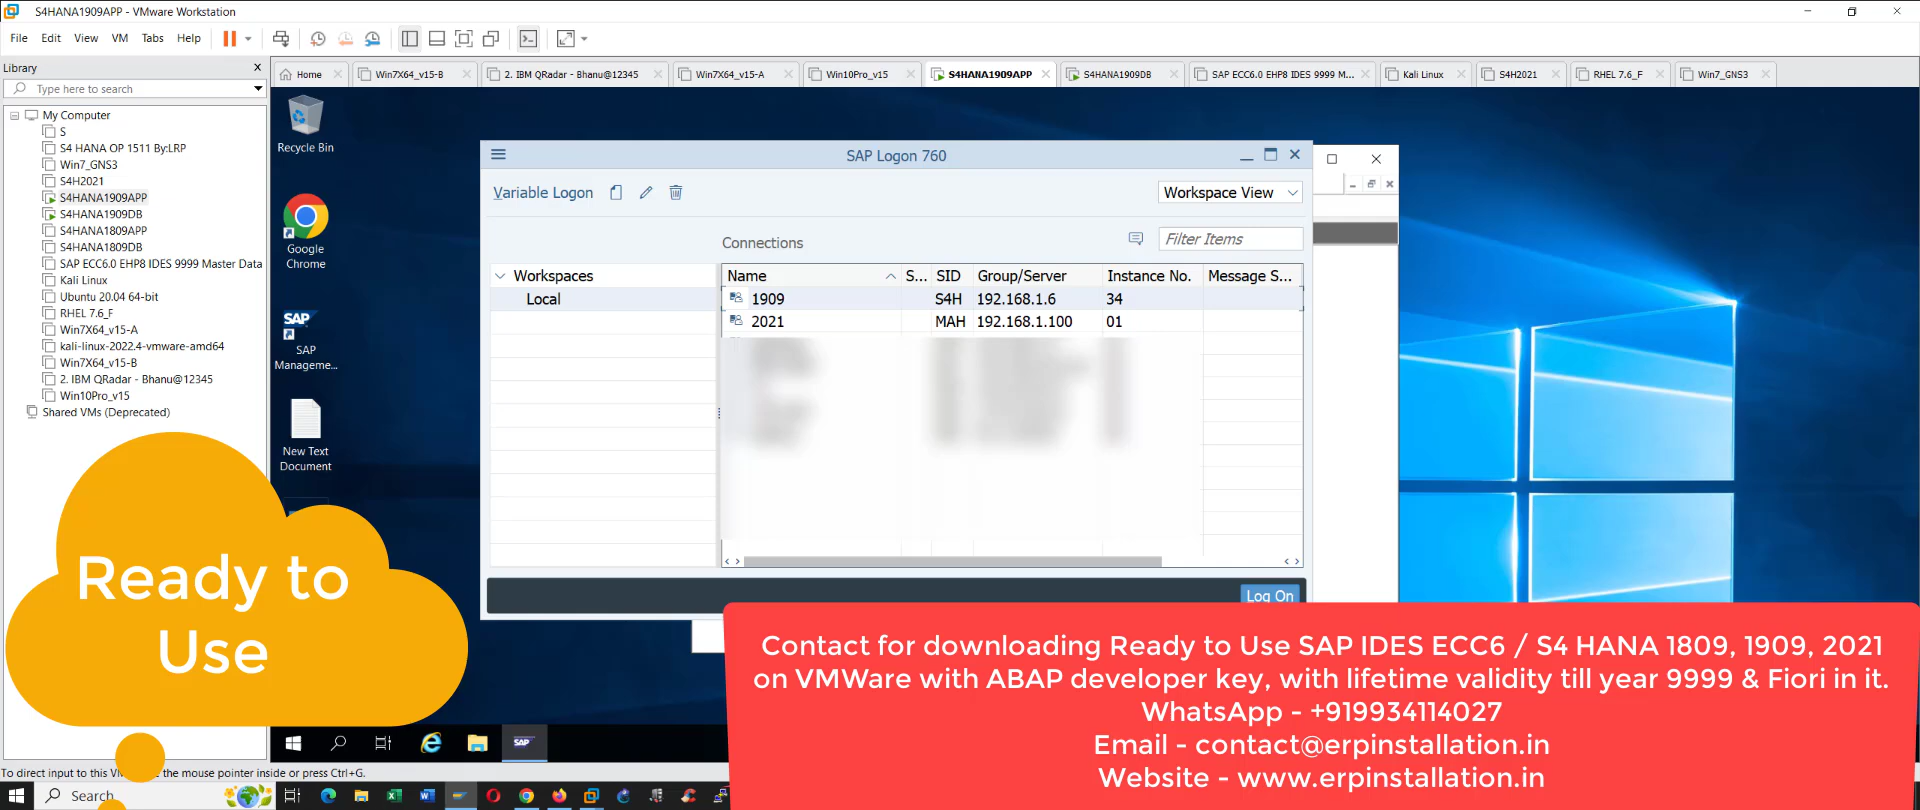 S4HANA1909APP - VMware Workstation
File Edit View VM Tabs Help
Library
Type here to search
My Computer
S
S4 HANA OP 1511 By:LRP
Win7_GNS3
S4H2021
S4HANA1909APP
S4HANA1909DB
S4HANA1809APP
S4HANA1809DB
SAP ECC6.0 EHP8 IDES 9999 Master Data
Kali Linux
Ubuntu 20.04 64-bit
RHEL 7.6_F
Win7X64_v15-A
kali-linux-2022.4-vmware-amd64
Win7X64_v15-B
2. IBM QRadar - Bhanu@12345
Win10Pro_v15
Shared VMs (Deprecated)
Home Win7X64_v15-B 2. IBM QRadar - Bhanu@12345 Win7X64_v15-A Win10Pro_v15 S4HANA1909APP S4HANA1909DB SAP ECC6.0 EHP8 IDES 9999 M... Kali Linux S4H2021 RHEL 7.6_F Win7_GNS3
Recycle Bin
Google
Chrome
SAP
SAP
Manageme...
New Text
Document
SAP Logon 760
Variable Logon
Workspace View
Connections
Filter Items
Workspaces
Local
Name S... SID Group/Server Instance No. Message S...
1909 S4H 192.168.1.6 34
2021 MAH 192.168.1.100 01
Log On
Ready to
Use
Contact for downloading Ready to Use SAP IDES ECC6 / S4 HANA 1809, 1909, 2021
on VMWare with ABAP developer key, with lifetime validity till year 9999 & Fiori in it.
WhatsApp - +919934114027
Email - contact@erpinstallation.in
Website - www.erpinstallation.in
SAP
To direct input to this VM the mouse pointer inside or press Ctrl+G.
Search